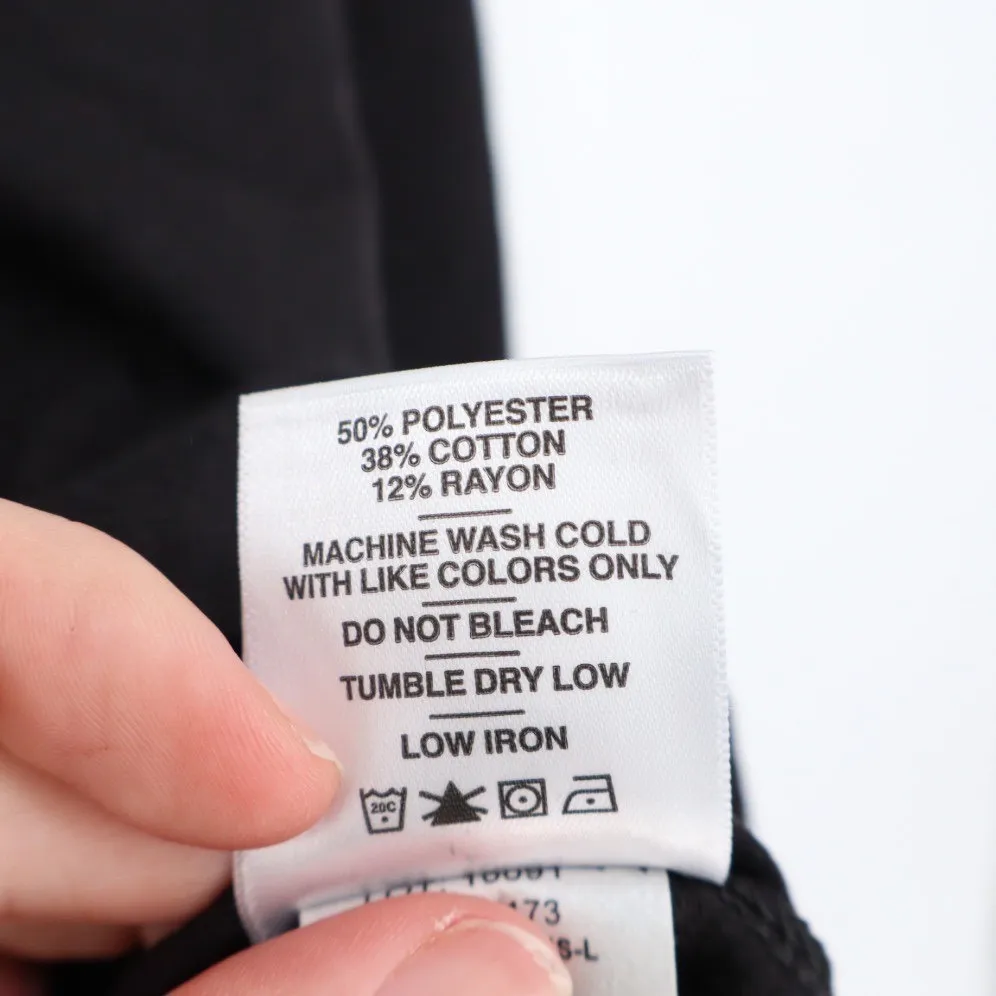 50% POLYESTER
38% COTTON
12% RAYON
MACHINE WASH COLD
WITH LIKE COLORS ONLY
DO NOT BLEACH
TUMBLE DRY LOW
LOW IRON
20C
173
S-L